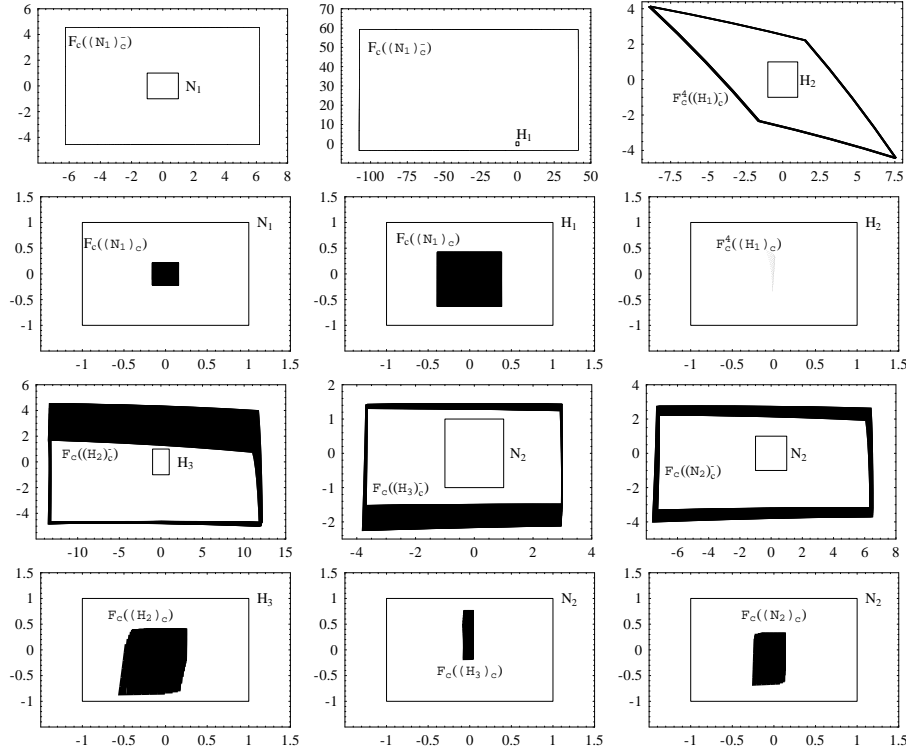 6
4
2
0
-2
-4
F_c((N_1)_c^-)
N_1
-6 -4 -2 0 2 4 6 8
70
60
50
40
30
20
10
0
F_c((N_1)_c^-)
H_1
-100 -75 -50 -25 0 25 50
4
2
0
-2
-4
H_2
F_c^4((H_1)_c^-)
-7.5 -5 -2.5 0 2.5 5 7.5
1.5
1
0.5
0
-0.5
-1
N_1
F_c((N_1)_c)
-1 -0.5 0 0.5 1 1.5
1.5
1
0.5
0
-0.5
-1
H_1
F_c((N_1)_c)
-1 -0.5 0 0.5 1 1.5
1.5
1
0.5
0
-0.5
-1
H_2
F_c^4((H_1)_c)
-1 -0.5 0 0.5 1 1.5
6
4
2
0
-2
-4
F_c((H_2)_c^-)
H_3
-10 -5 0 5 10 15
2
1
0
-1
-2
N_2
F_c((H_3)_c^-)
-4 -2 0 2 4
4
2
0
-2
-4
N_2
F_c((N_2)_c^-)
-6 -4 -2 0 2 4 6 8
1.5
1
0.5
0
-0.5
-1
H_3
F_c((H_2)_c)
-1 -0.5 0 0.5 1 1.5
1.5
1
0.5
0
-0.5
-1
N_2
F_c((H_3)_c)
-1 -0.5 0 0.5 1 1.5
1.5
1
0.5
0
-0.5
-1
N_2
F_c((N_2)_c)
-1 -0.5 0 0.5 1 1.5